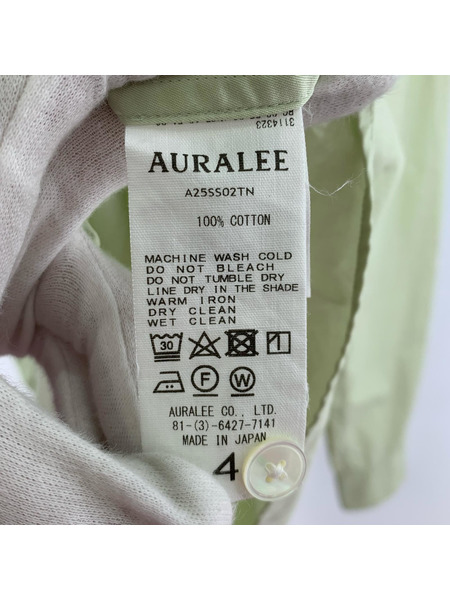 3114323
AURALEE
A25SS02TN
100% COTTON
MACHINE WASH COLD
DO NOT BLEACH
DO NOT TUMBLE DRY
LINE DRY IN THE SHADE
WARM IRON
DRY CLEAN
WET CLEAN
30
F W
AURALEE CO., LTD.
81-(3)-6427-7141
MADE IN JAPAN
4